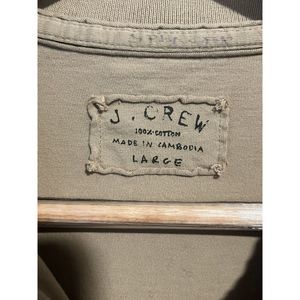 J. CREW
100% COTTON
MADE IN CAMBODIA
LARGE